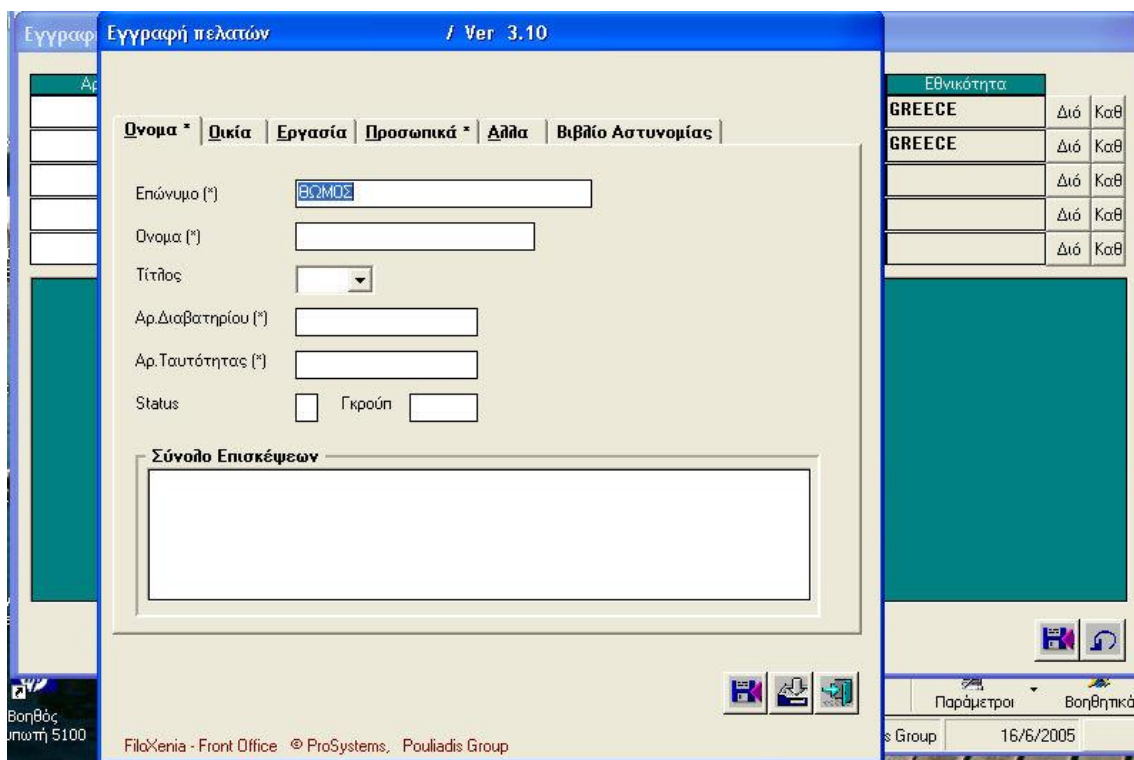 Εγγραφή πελατών / Ver 3.10
Εθνικότητα
GREECE Διό Καθ
GREECE Διό Καθ
Διό Καθ
Διό Καθ
Διό Καθ
Ονομα * Οικία Εργασία Προσωπικά * Αλλα Βιβλίο Αστυνομίας
Επώνυμο (*) ΘΩΜΟΣ
Ονομα (*)
Τίτλος
Αρ.Διαβατηρίου (*)
Αρ.Ταυτότητας (*)
Status Γκρούπ
Σύνολο Επισκέψεων
FiloXenia - Front Office © ProSystems, Pouliadis Group
Παράμετροι Βοηθητικά
s Group 16/6/2005
Βοηθός
υπωτή 5100